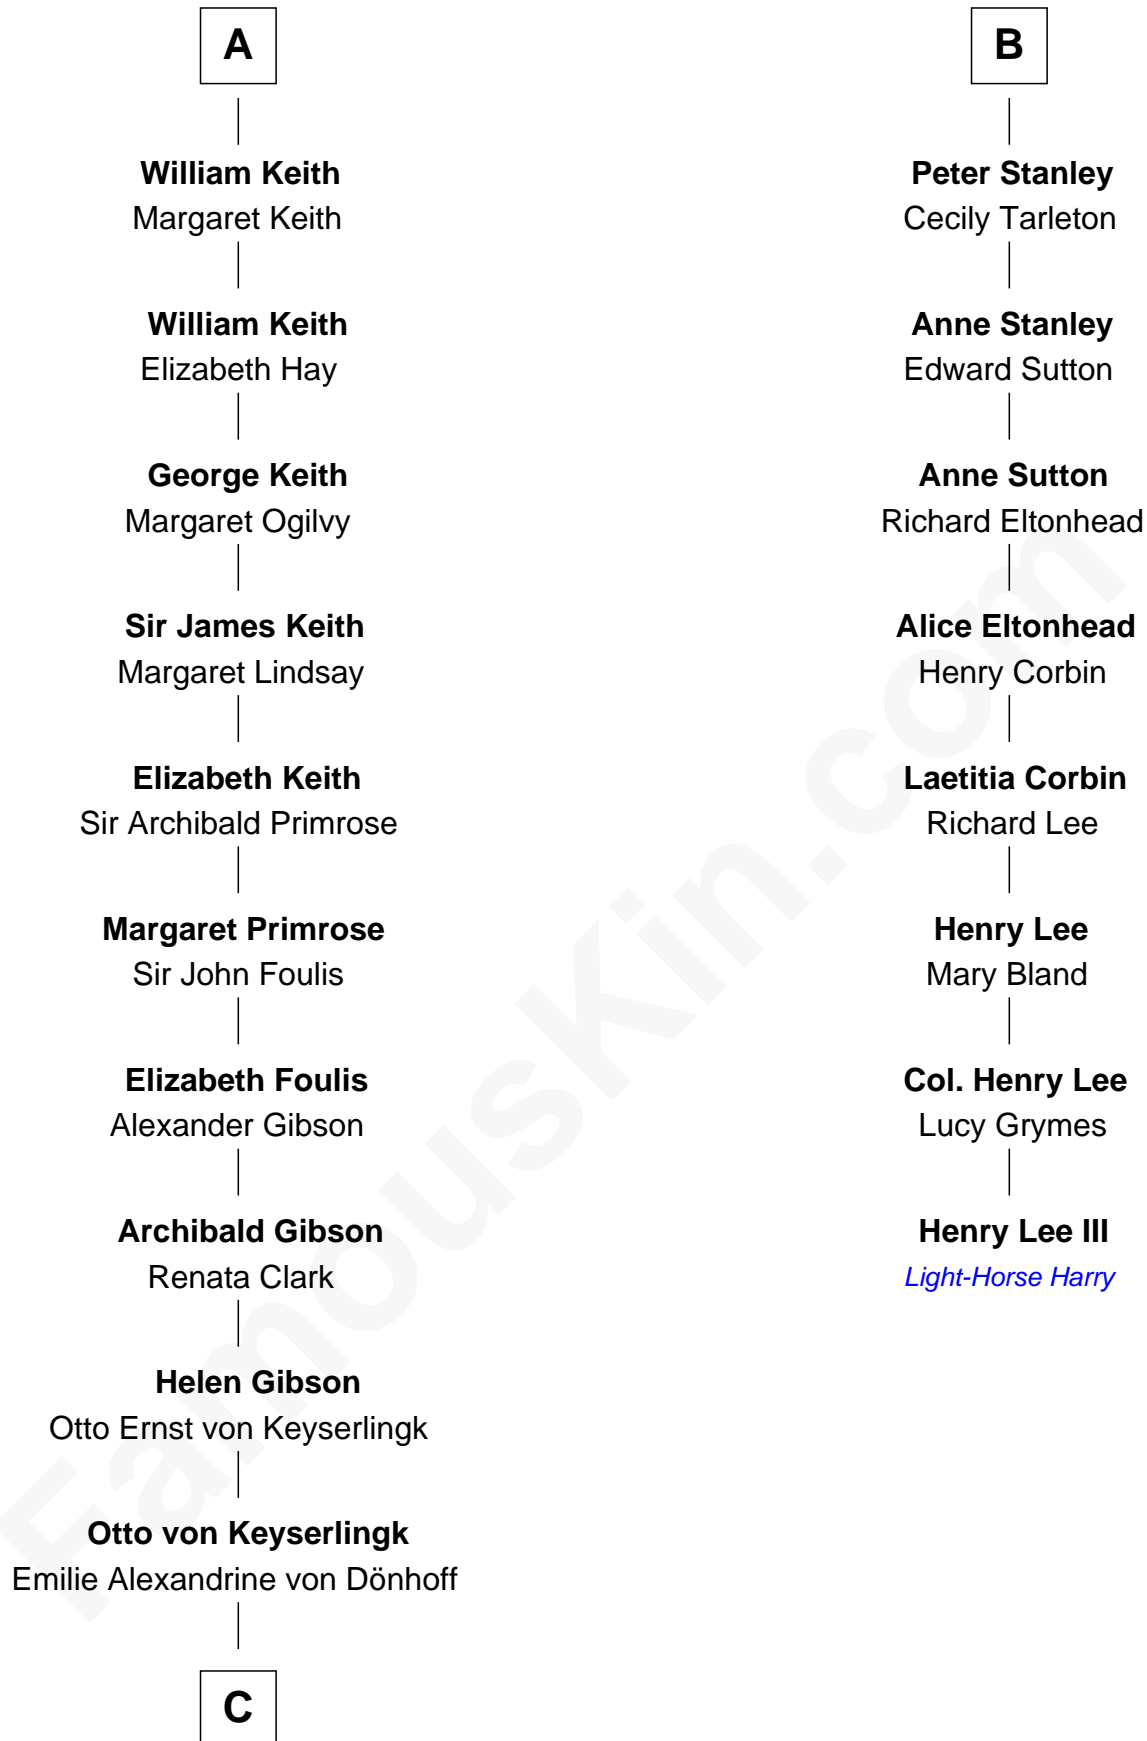 A
William Keith
Margaret Keith
William Keith
Elizabeth Hay
George Keith
Margaret Ogilvy
Sir James Keith
Margaret Lindsay
Elizabeth Keith
Sir Archibald Primrose
Margaret Primrose
Sir John Foulis
Elizabeth Foulis
Alexander Gibson
Archibald Gibson
Renata Clark
Helen Gibson
Otto Ernst von Keyserlingk
Otto von Keyserlingk
Emilie Alexandrine von Dönhoff
C
B
Peter Stanley
Cecily Tarleton
Anne Stanley
Edward Sutton
Anne Sutton
Richard Eltonhead
Alice Eltonhead
Henry Corbin
Laetitia Corbin
Richard Lee
Henry Lee
Mary Bland
Col. Henry Lee
Lucy Grymes
Henry Lee III
Light-Horse Harry
FamousKin.com